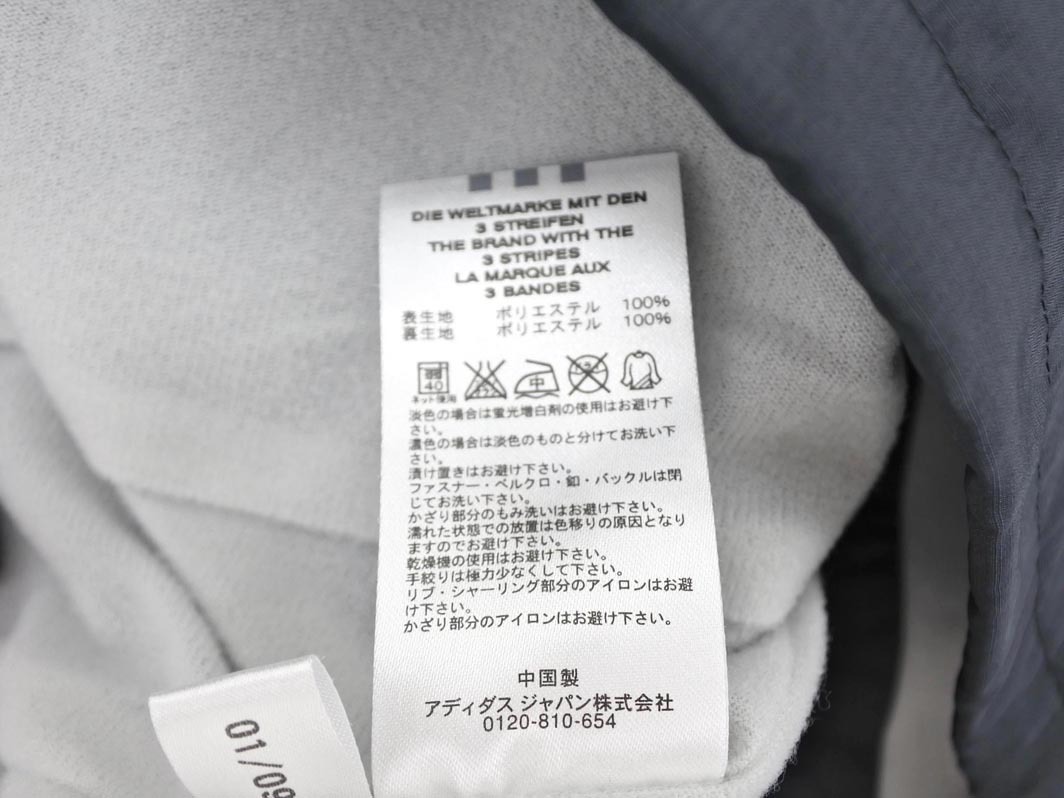 DIE WELTMARKE MIT DEN
3 STREIFEN
THE BRAND WITH THE
3 STRIPES
LA MARQUE AUX
3 BANDES
表生地 ポリエステル 100%
裏生地 ポリエステル 100%
40 中
ネット使用
淡色の場合は蛍光増白剤の使用はお避け下
さい。
濃色の場合は淡色のものと分けてお洗い下
さい。
漬け置きはお避け下さい。
ファスナー・ベルクロ・釦・バックルは閉
じてお洗い下さい。
かざり部分のもみ洗いはお避け下さい。
濡れた状態での放置は色移りの原因となり
ますのでお避け下さい。
乾燥機の使用はお避け下さい。
手絞りは極力少なくして下さい。
リブ・シャーリング部分のアイロンはお避
け下さい。
かざり部分のアイロンはお避け下さい。
中国製
アディダス ジャパン株式会社
0120-810-654
01/09